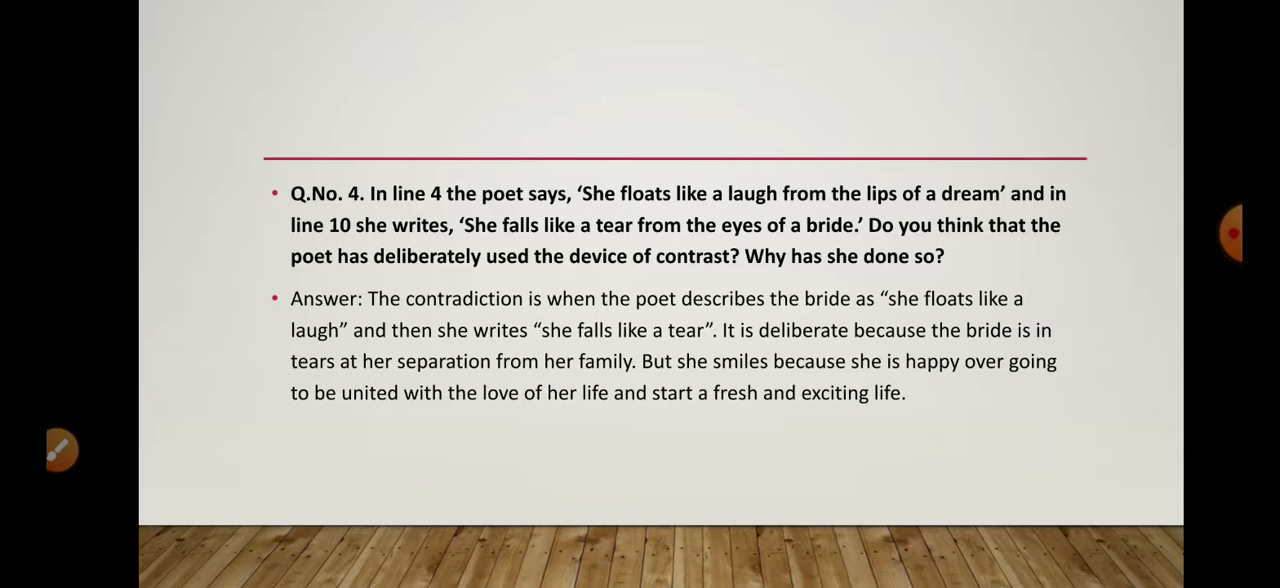 • Q.No. 4. In line 4 the poet says, ‘She floats like a laugh from the lips of a dream’ and in
line 10 she writes, ‘She falls like a tear from the eyes of a bride.’ Do you think that the
poet has deliberately used the device of contrast? Why has she done so?
• Answer: The contradiction is when the poet describes the bride as “she floats like a
laugh” and then she writes “she falls like a tear”. It is deliberate because the bride is in
tears at her separation from her family. But she smiles because she is happy over going
to be united with the love of her life and start a fresh and exciting life.